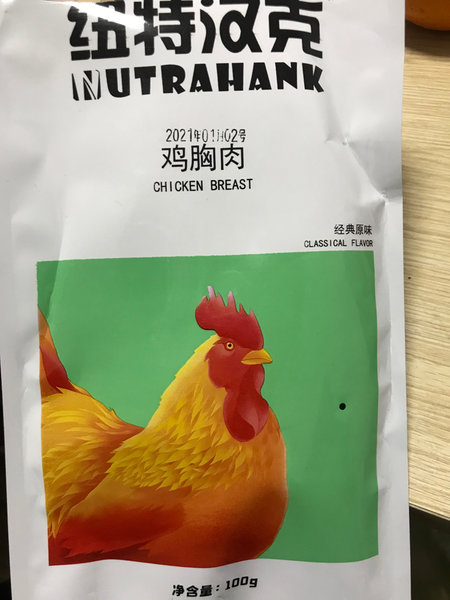 纽特汉克
NUTRAHANK
2021年01月02号
鸡胸肉
CHICKEN BREAST
经典原味
CLASSICAL FLAVOR
净含量：100g